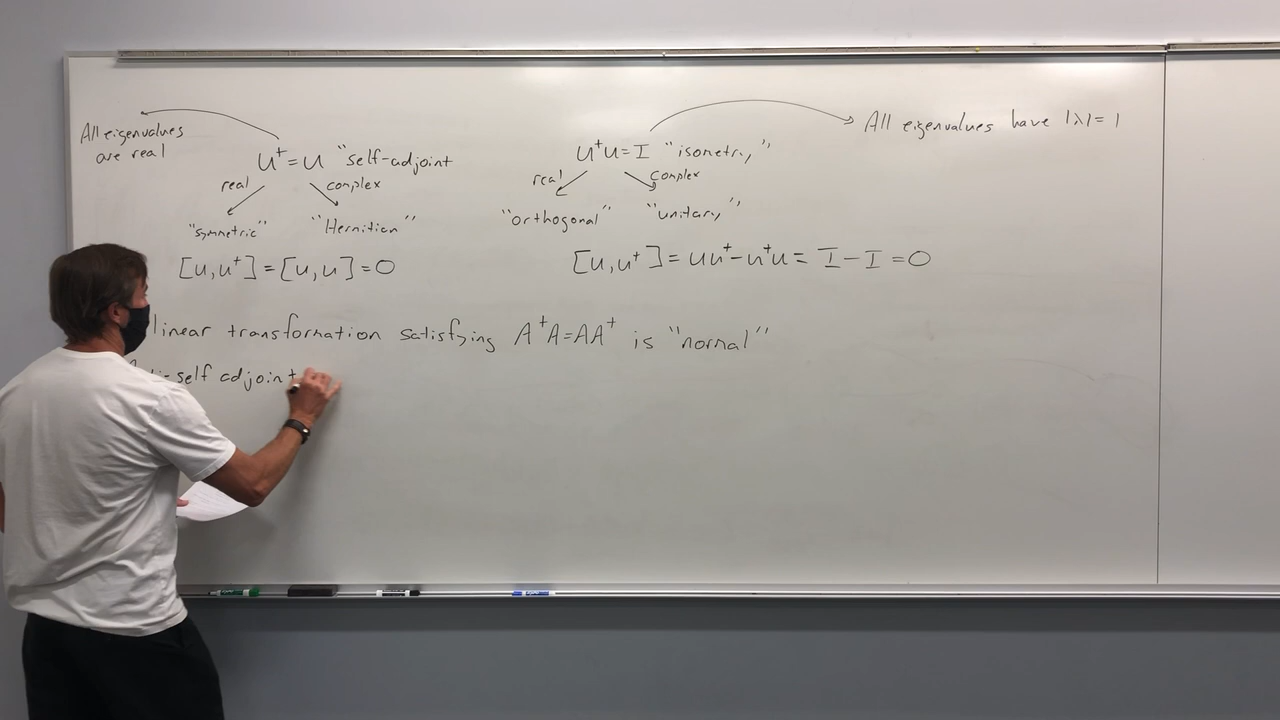 All eigenvalues
are real
U†=U "self-adjoint
real complex
"symmetric" "Hernitian"
[U,U†]=[U,U]=0
U†U=I "isometry"
All eigenvalues have |λ|=1
real complex
"orthogonal" "unitary"
[U,U†]=UU†-U†U=I-I=0
linear transformation satisfying A†A=AA† is "normal"
-self adjoint